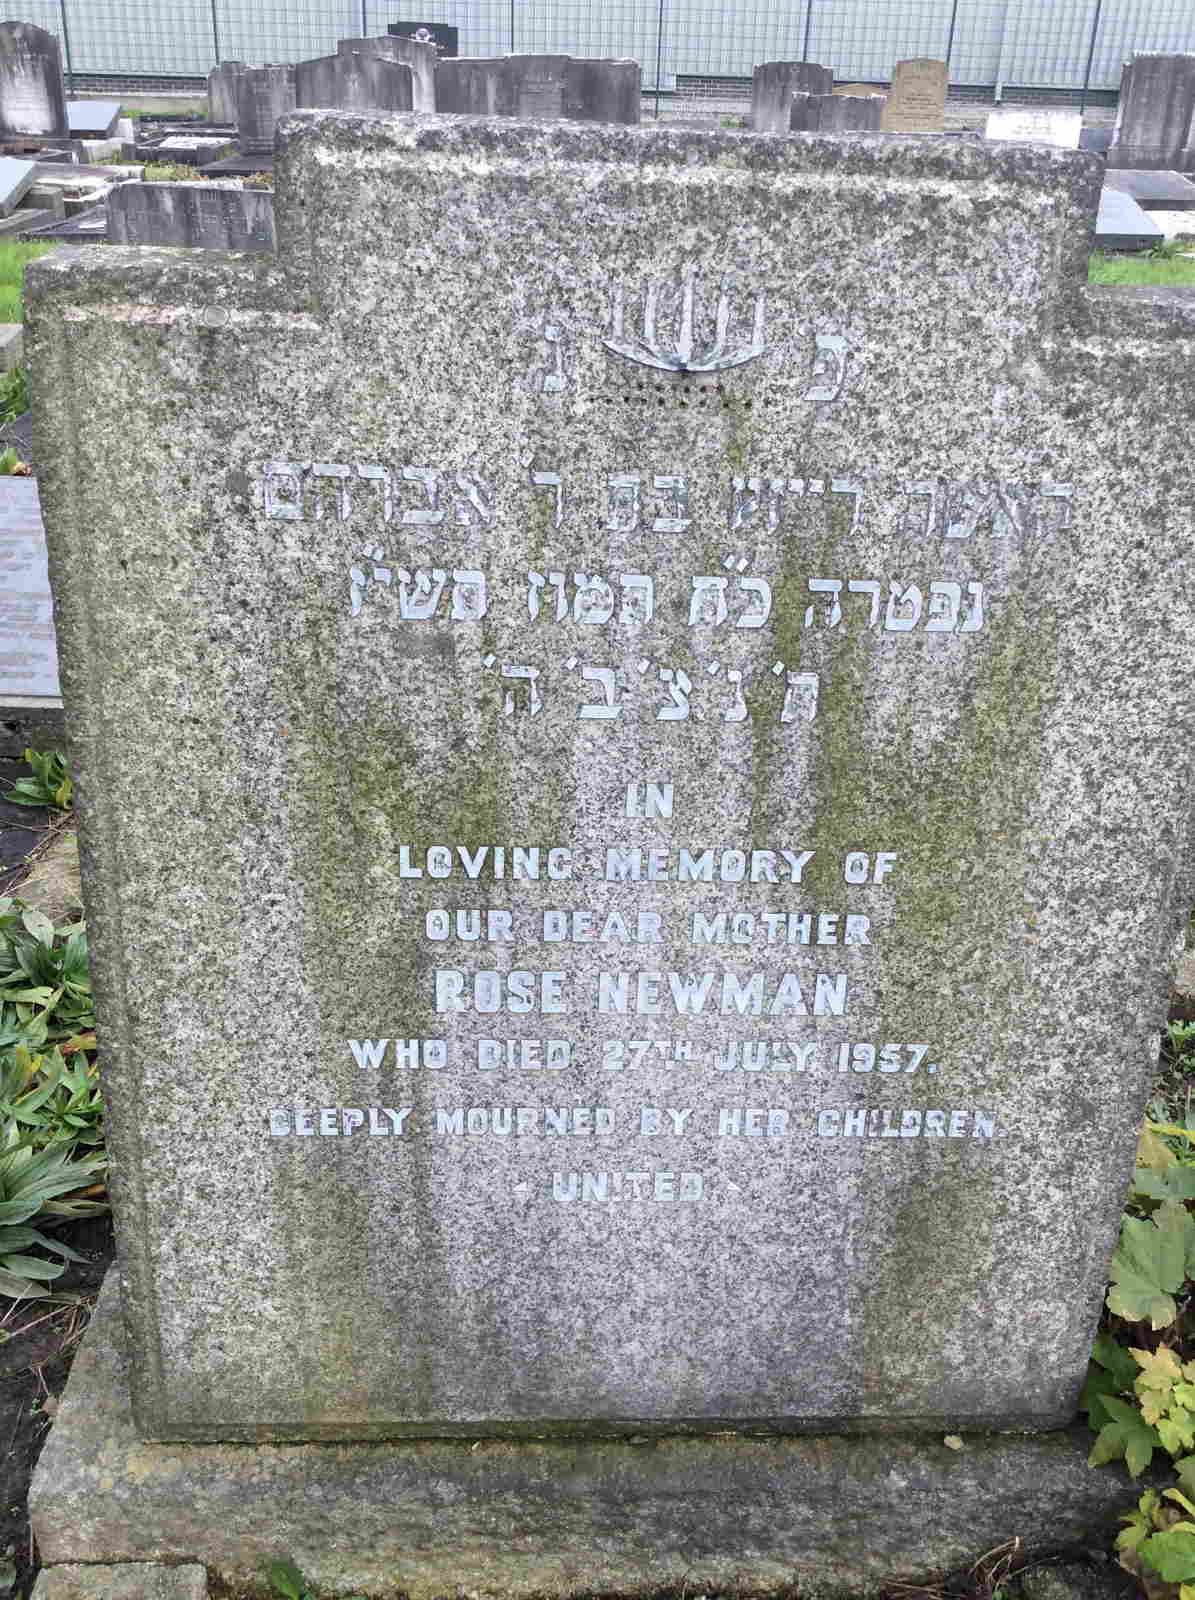 פ נ
האשה בת ר' אברהם
נפטרה כ"ח תמוז תשי"ז
ת' נ' צ' ב' ה'
IN
LOVING MEMORY OF
OUR DEAR MOTHER
ROSE NEWMAN
WHO DIED 27TH JULY 1957.
DEEPLY MOURNED BY HER CHILDREN.
UNITED